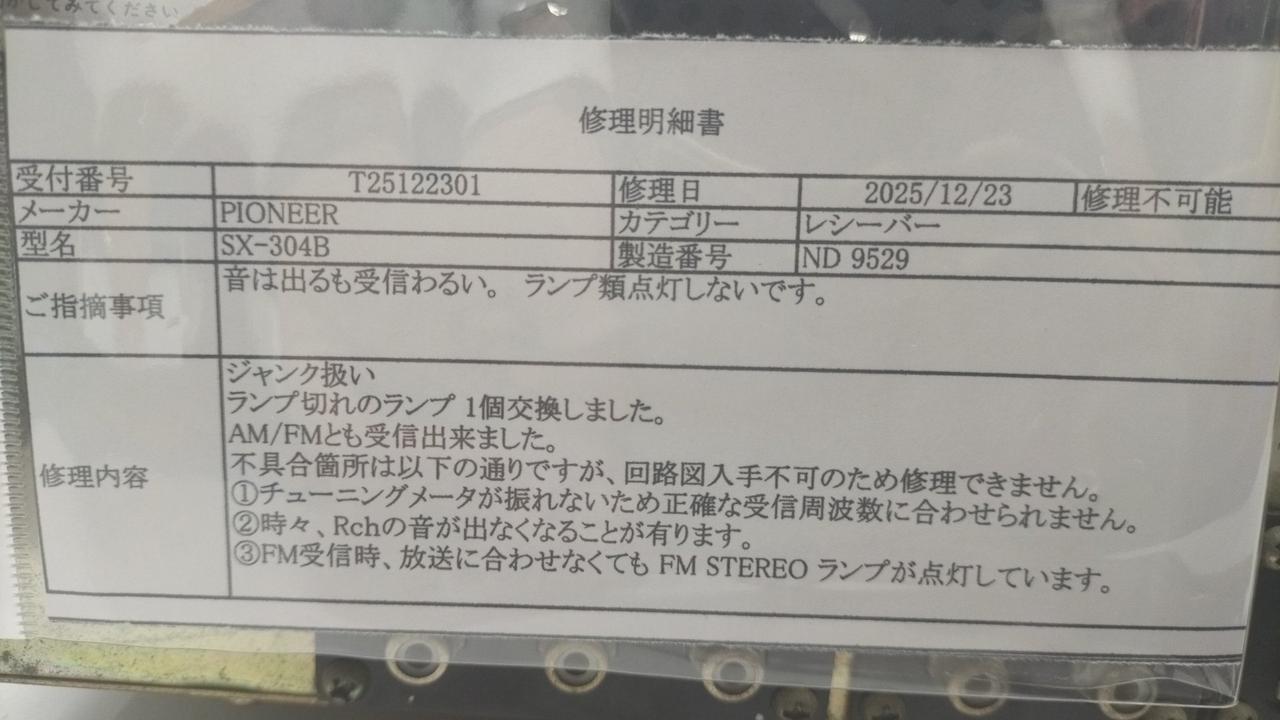 してみてください
修理明細書
受付番号 T25122301 修理日 2025/12/23 修理不可能
メーカー PIONEER カテゴリー レシーバー
型名 SX-304B 製造番号 ND 9529
ご指摘事項 音は出るも受信わるい。 ランプ類点灯しないです。
修理内容
ジャンク扱い
ランプ切れのランプ 1個交換しました。
AM/FMとも受信出来ました。
不具合箇所は以下の通りですが、回路図入手不可のため修理できません。
①チューニングメータが振れないため正確な受信周波数に合わせられません。
②時々、Rchの音が出なくなることが有ります。
③FM受信時、放送に合わせなくても FM STEREO ランプが点灯しています。